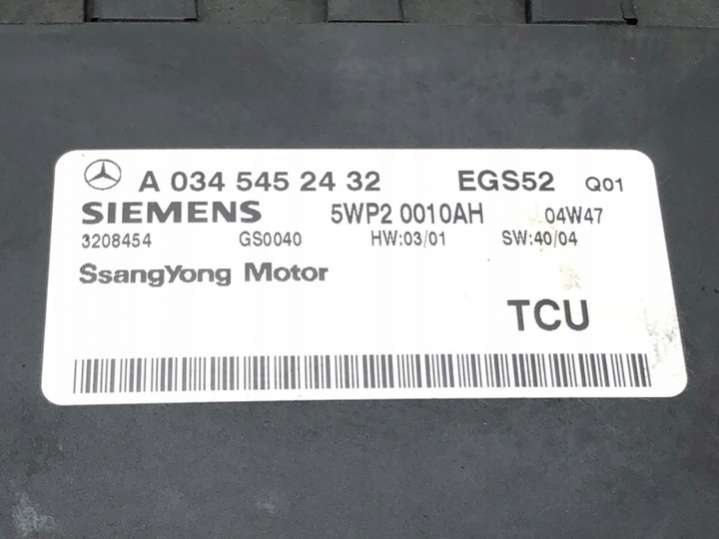 A 034 545 24 32 EGS52 Q01
SIEMENS 5WP2 0010AH 04W47
3208454 GS0040 HW:03/01 SW:40/04
SsangYong Motor
TCU